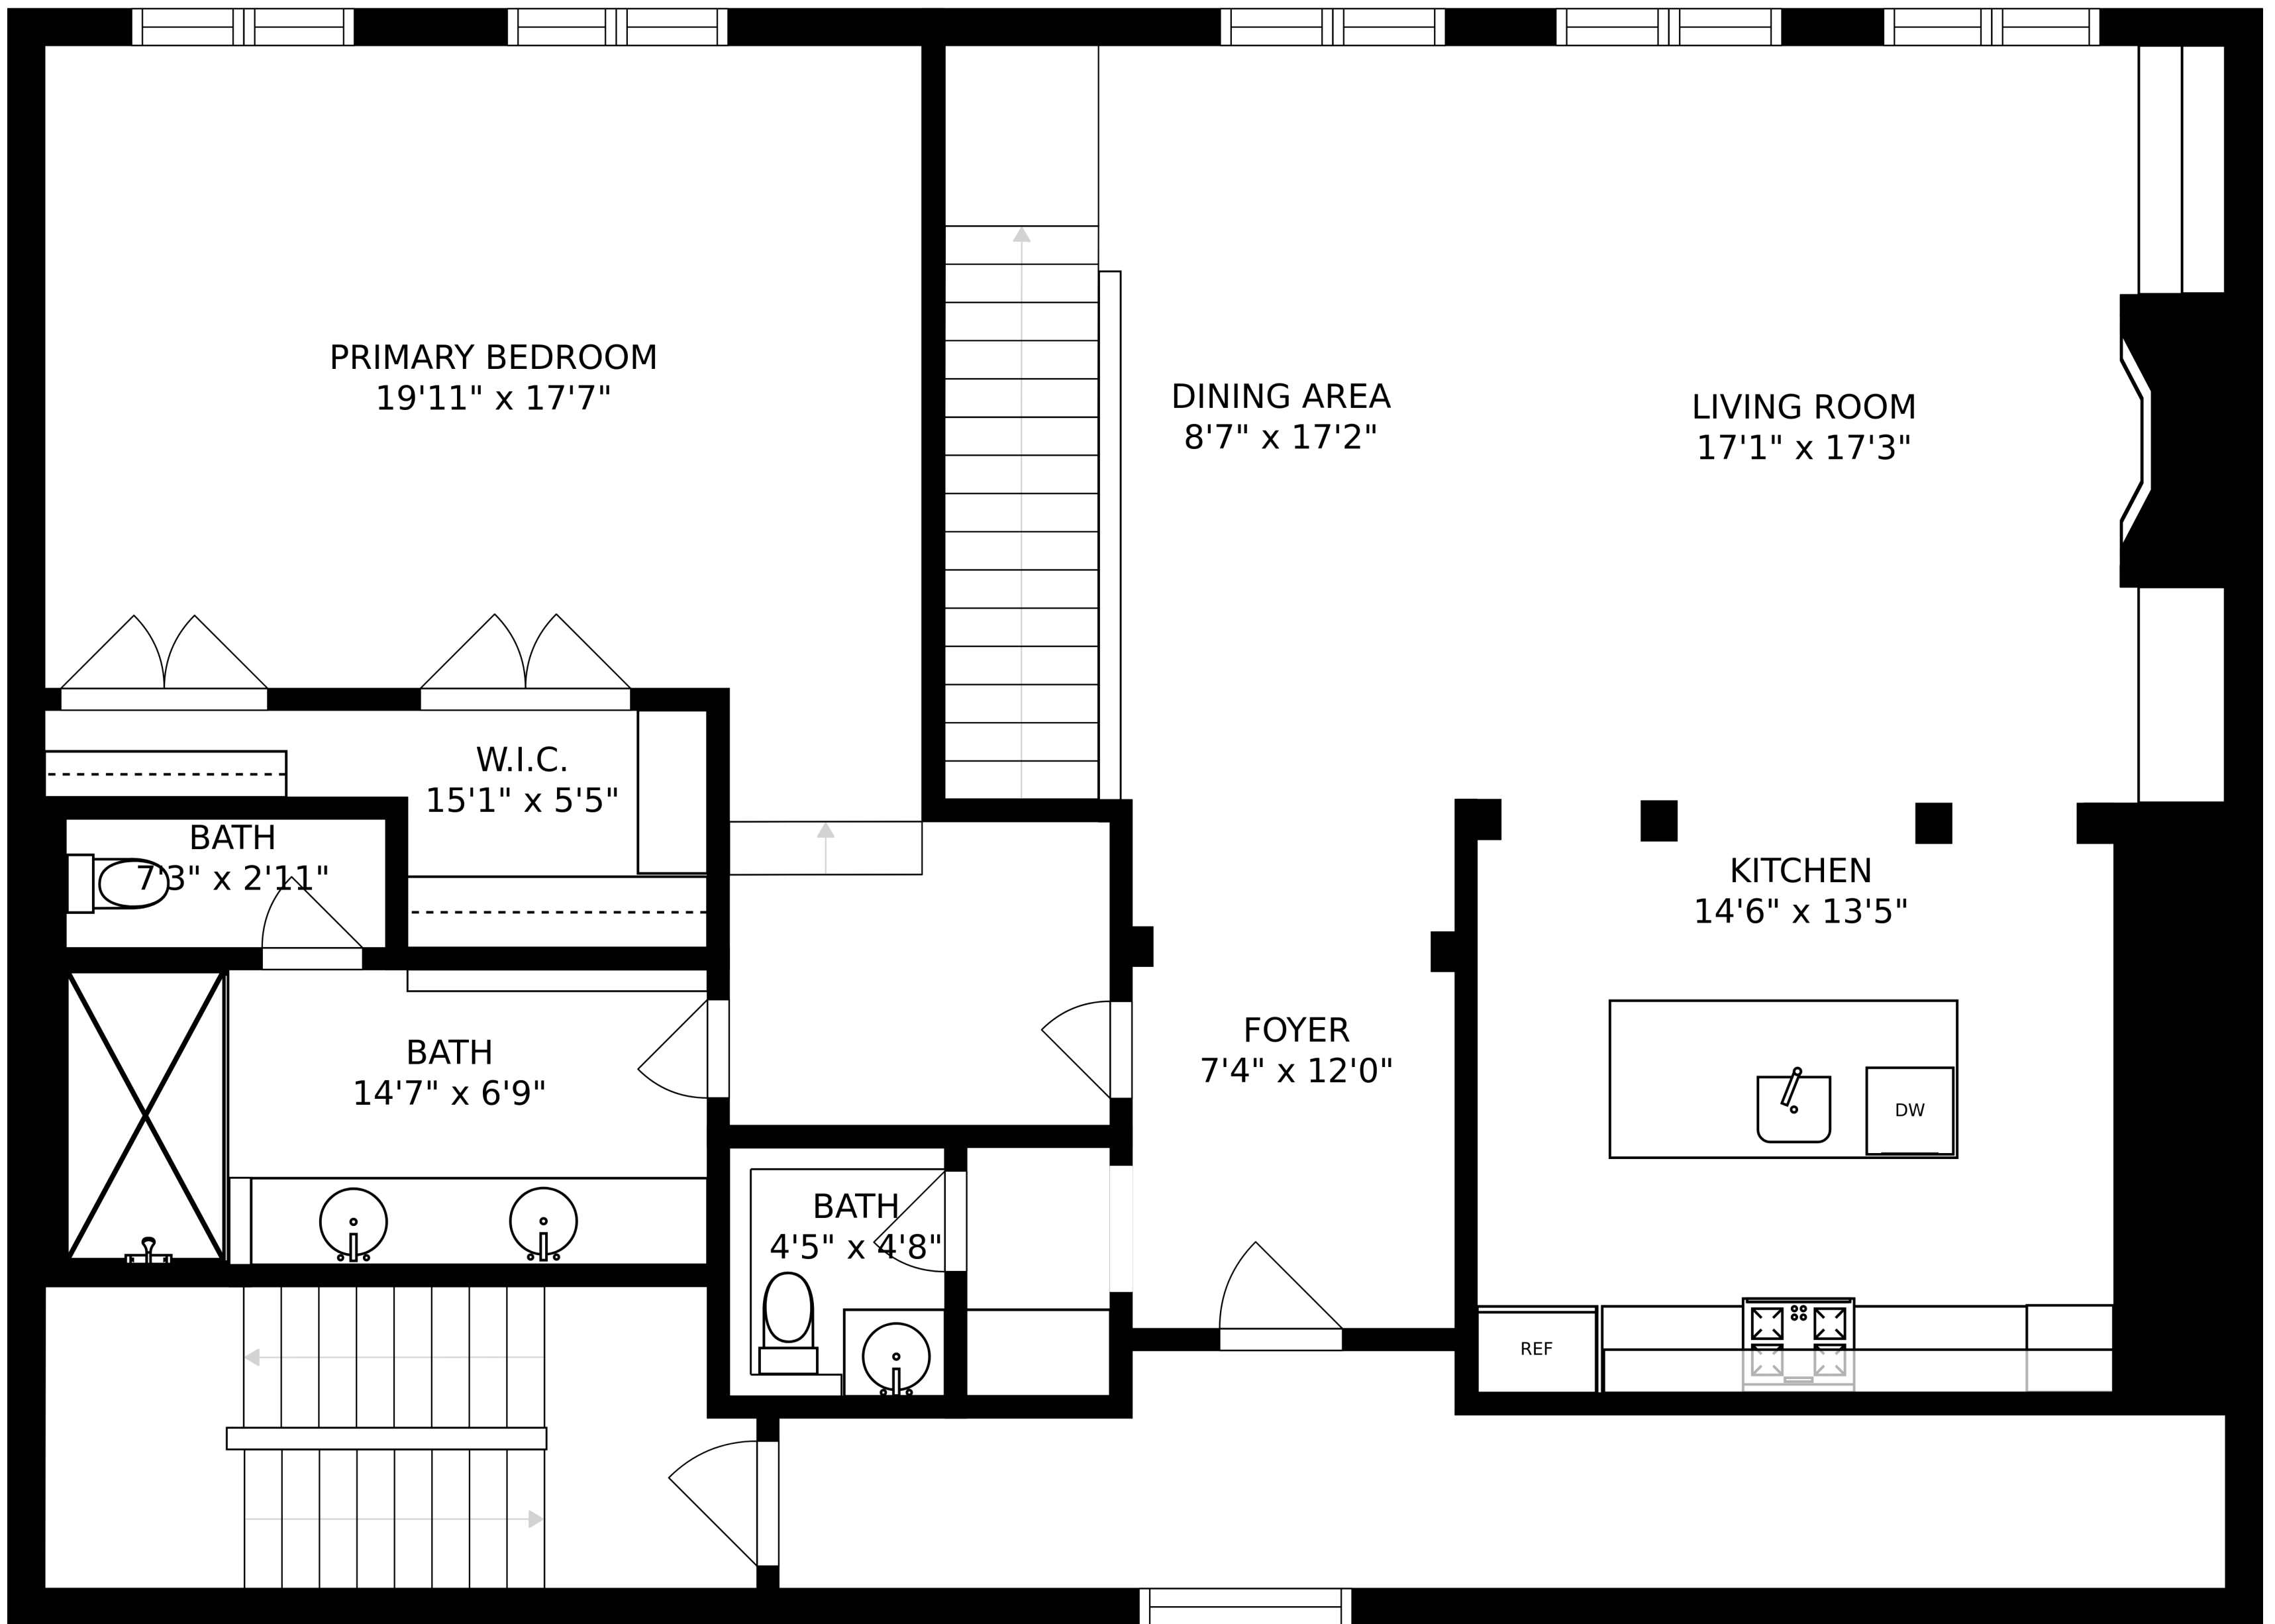 PRIMARY BEDROOM
19'11" x 17'7"
DINING AREA
8'7" x 17'2"
LIVING ROOM
17'1" x 17'3"
W.I.C.
15'1" x 5'5"
BATH
7'3" x 2'11"
KITCHEN
14'6" x 13'5"
BATH
14'7" x 6'9"
FOYER
7'4" x 12'0"
DW
BATH
4'5" x 4'8"
REF